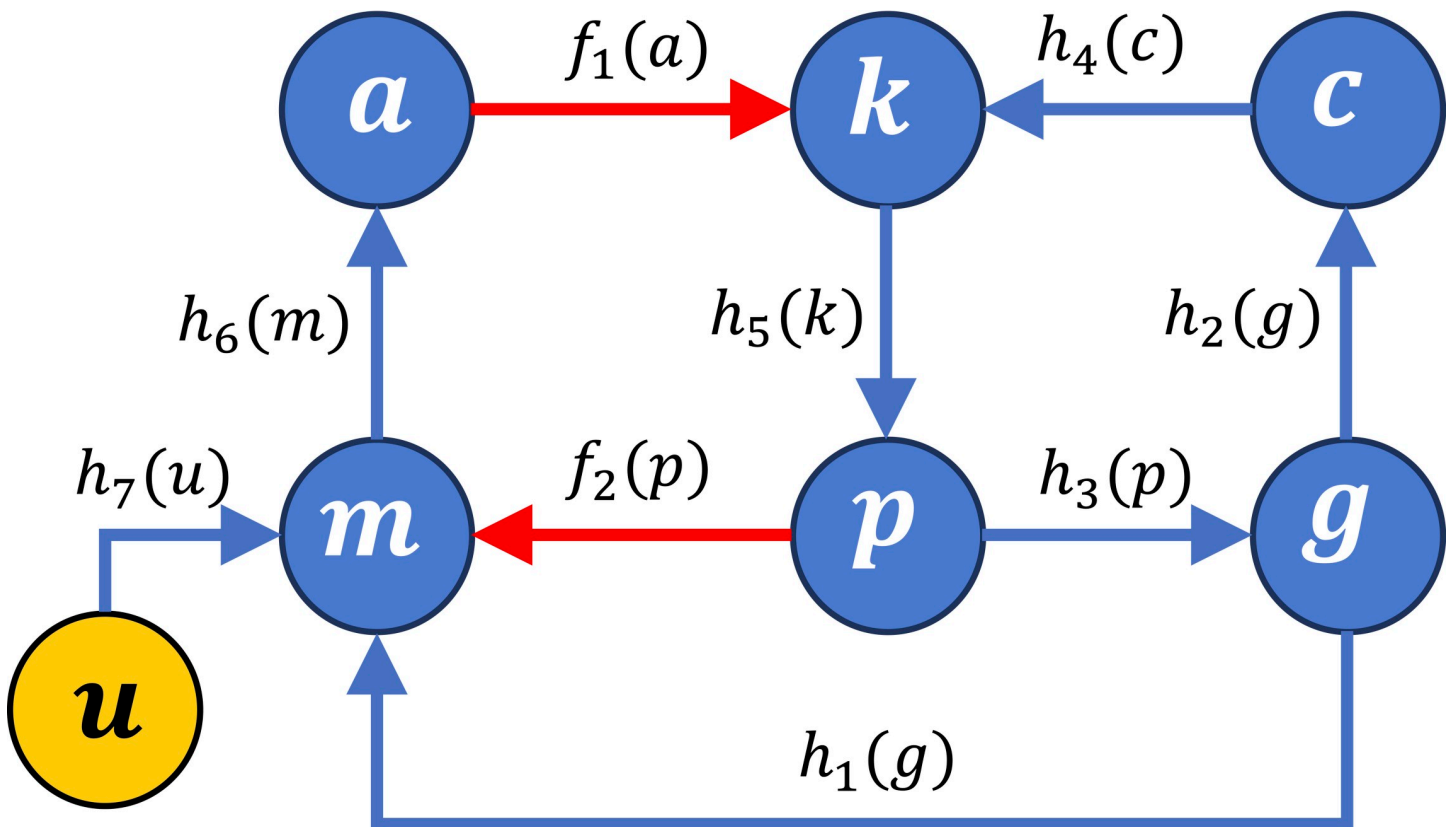 f₁(a)
h₄(c)
a
k
c
h₆(m)
h₅(k)
h₂(g)
h₇(u)
f₂(p)
h₃(p)
m
p
g
u
h₁(g)